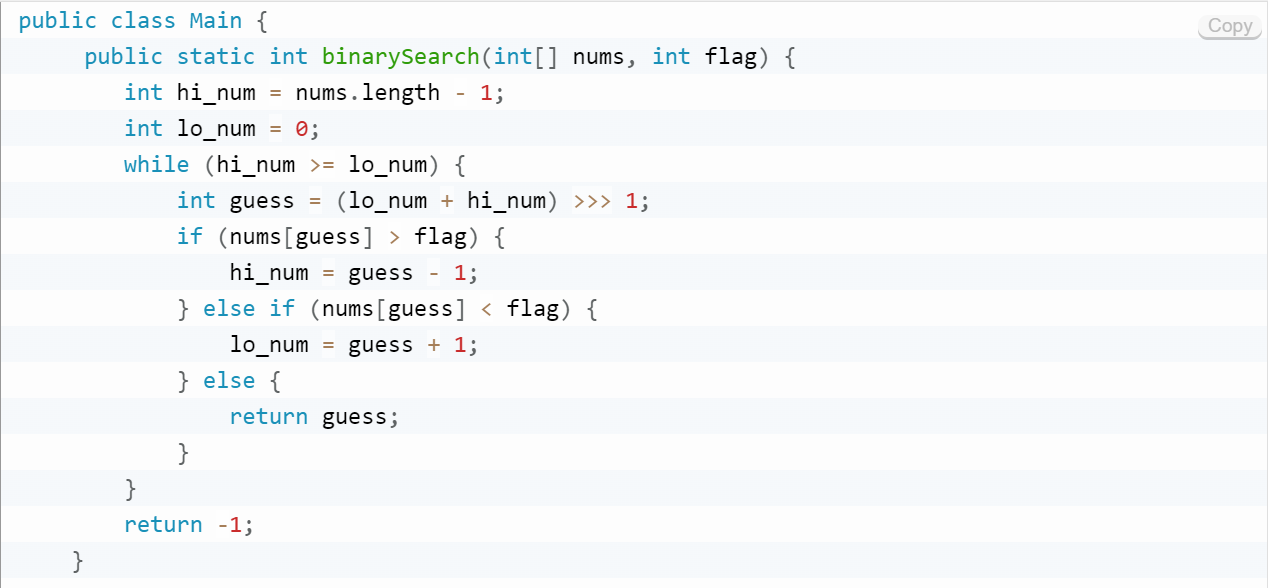 public class Main {
Copy
     public static int binarySearch(int[] nums, int flag) {
        int hi_num = nums.length - 1;
        int lo_num = 0;
        while (hi_num >= lo_num) {
            int guess = (lo_num + hi_num) >>> 1;
            if (nums[guess] > flag) {
                hi_num = guess - 1;
            } else if (nums[guess] < flag) {
                lo_num = guess + 1;
            } else {
                return guess;
            }
        }
        return -1;
    }